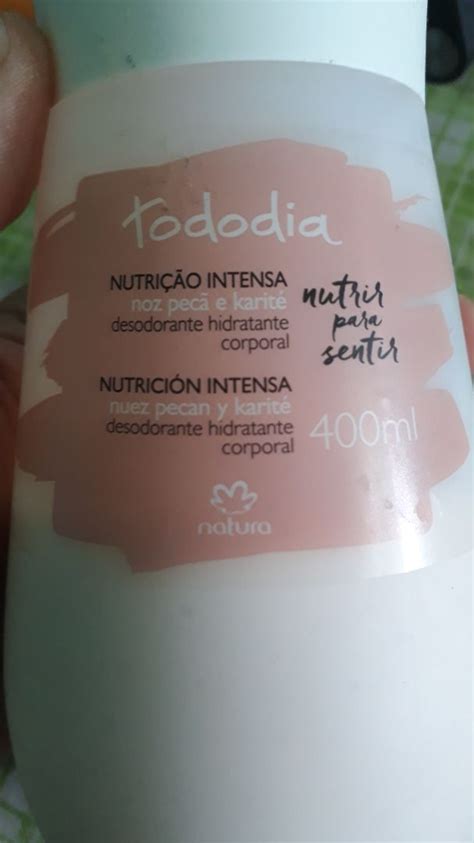 tododia
NUTRIÇÃO INTENSA
noz pecã e karité
desodorante hidratante
corporal
nutrir
para
sentir
NUTRICIÓN INTENSA
nuez pecan y karité
desodorante hidratante
corporal
400ml
natura